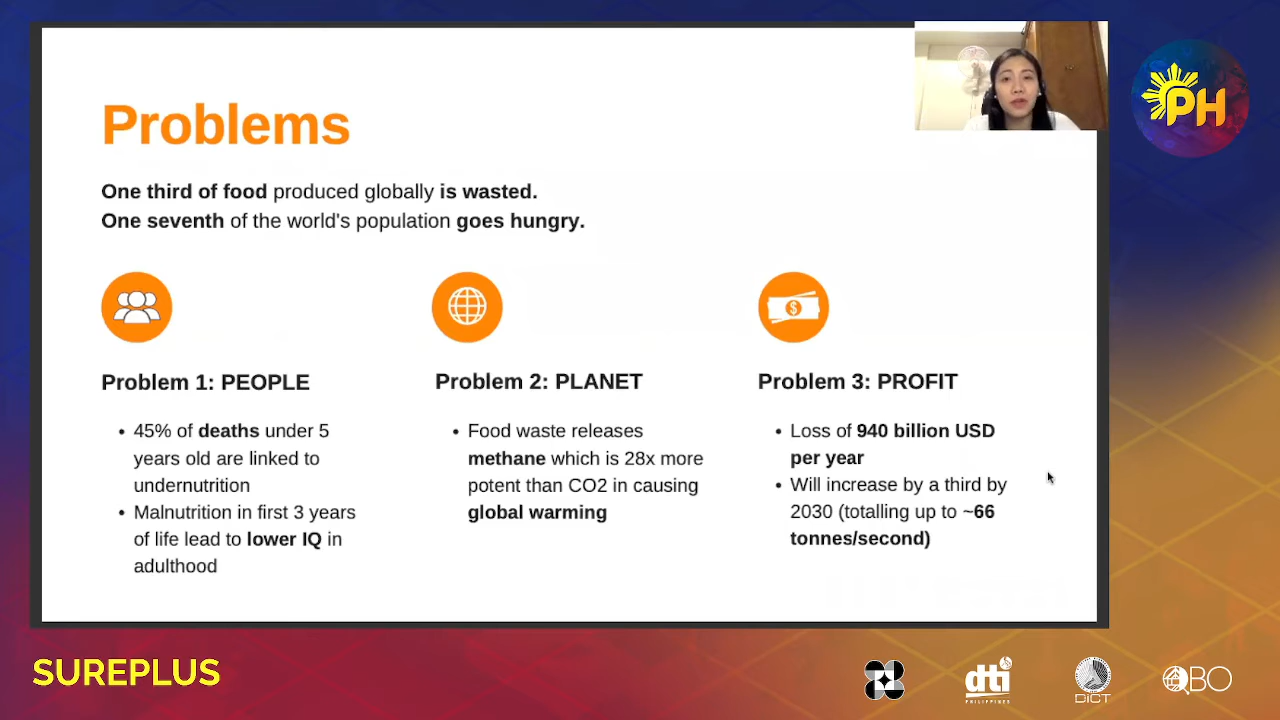 PH
Problems
One third of food produced globally is wasted.
One seventh of the world's population goes hungry.
$
Problem 1: PEOPLE
• 45% of deaths under 5
years old are linked to
undernutrition
• Malnutrition in first 3 years
of life lead to lower IQ in
adulthood
Problem 2: PLANET
• Food waste releases
methane which is 28x more
potent than CO2 in causing
global warming
Problem 3: PROFIT
• Loss of 940 billion USD
per year
• Will increase by a third by
2030 (totalling up to ~66
tonnes/second)
SUREPLUS
dti
PHILIPPINES
DICT
QBO